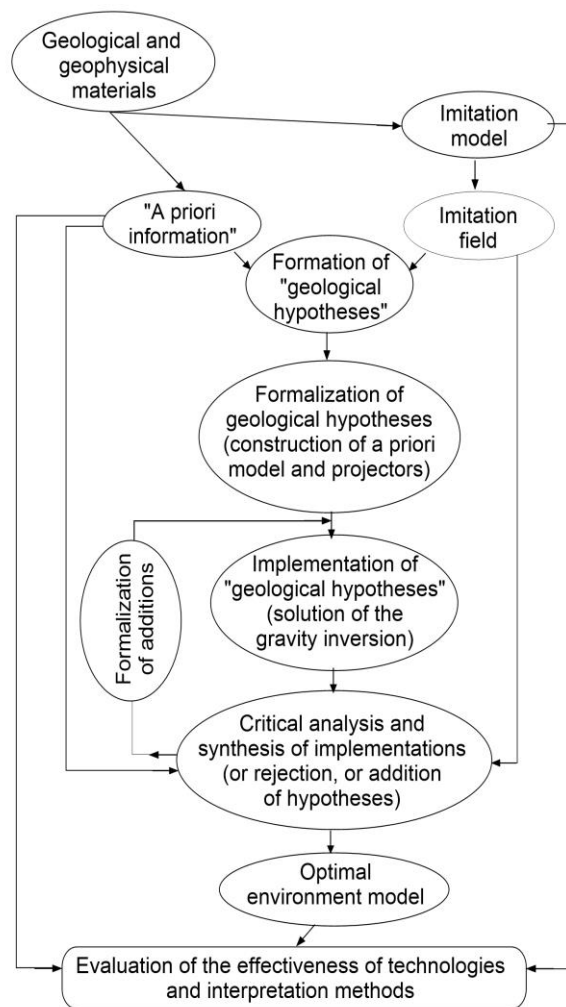 Geological and
geophysical
materials
Imitation
model
"A priori
information"
Imitation
field
Formation of
"geological
hypotheses"
Formalization of
geological hypotheses
(construction of a priori
model and projectors)
Formalization
of additions
Implementation of
"geological hypotheses"
(solution of the
gravity inversion)
Critical analysis and
synthesis of implementations
(or rejection, or addition
of hypotheses)
Optimal
environment model
Evaluation of the effectiveness of technologies
and interpretation methods